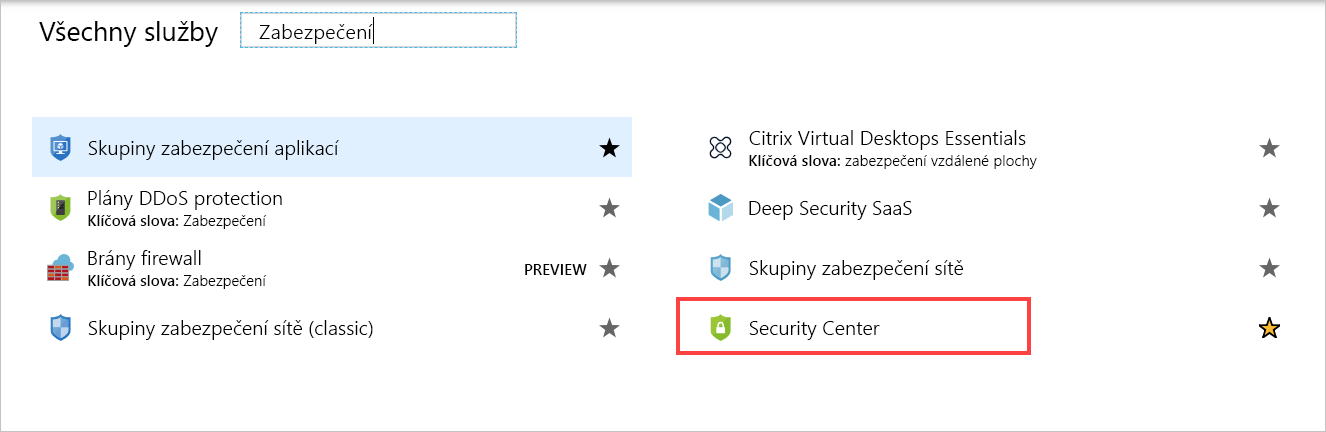 Všechny služby
Zabezpečení
Skupiny zabezpečení aplikací
Plány DDoS protection
Klíčová slova: Zabezpečení
Brány firewall
Klíčová slova: Zabezpečení
PREVIEW
Skupiny zabezpečení sítě (classic)
Citrix Virtual Desktops Essentials
Klíčová slova: zabezpečení vzdálené plochy
Deep Security SaaS
Skupiny zabezpečení sítě
Security Center